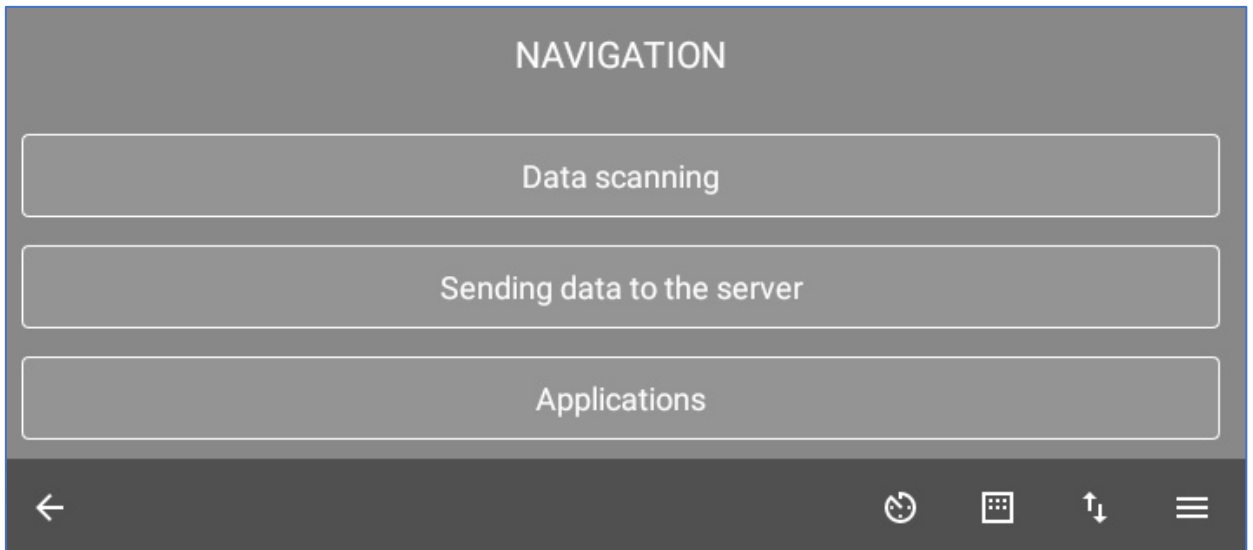 NAVIGATION
Data scanning
Sending data to the server
Applications